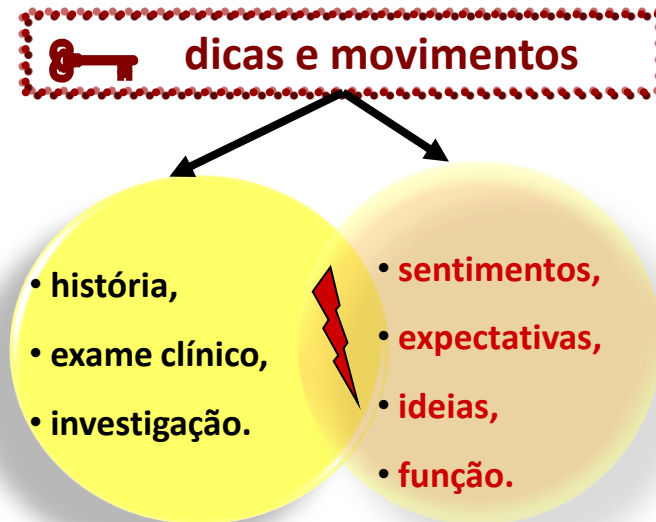 dicas e movimentos
• história,
• exame clínico,
• investigação.
• sentimentos,
• expectativas,
• ideias,
• função.